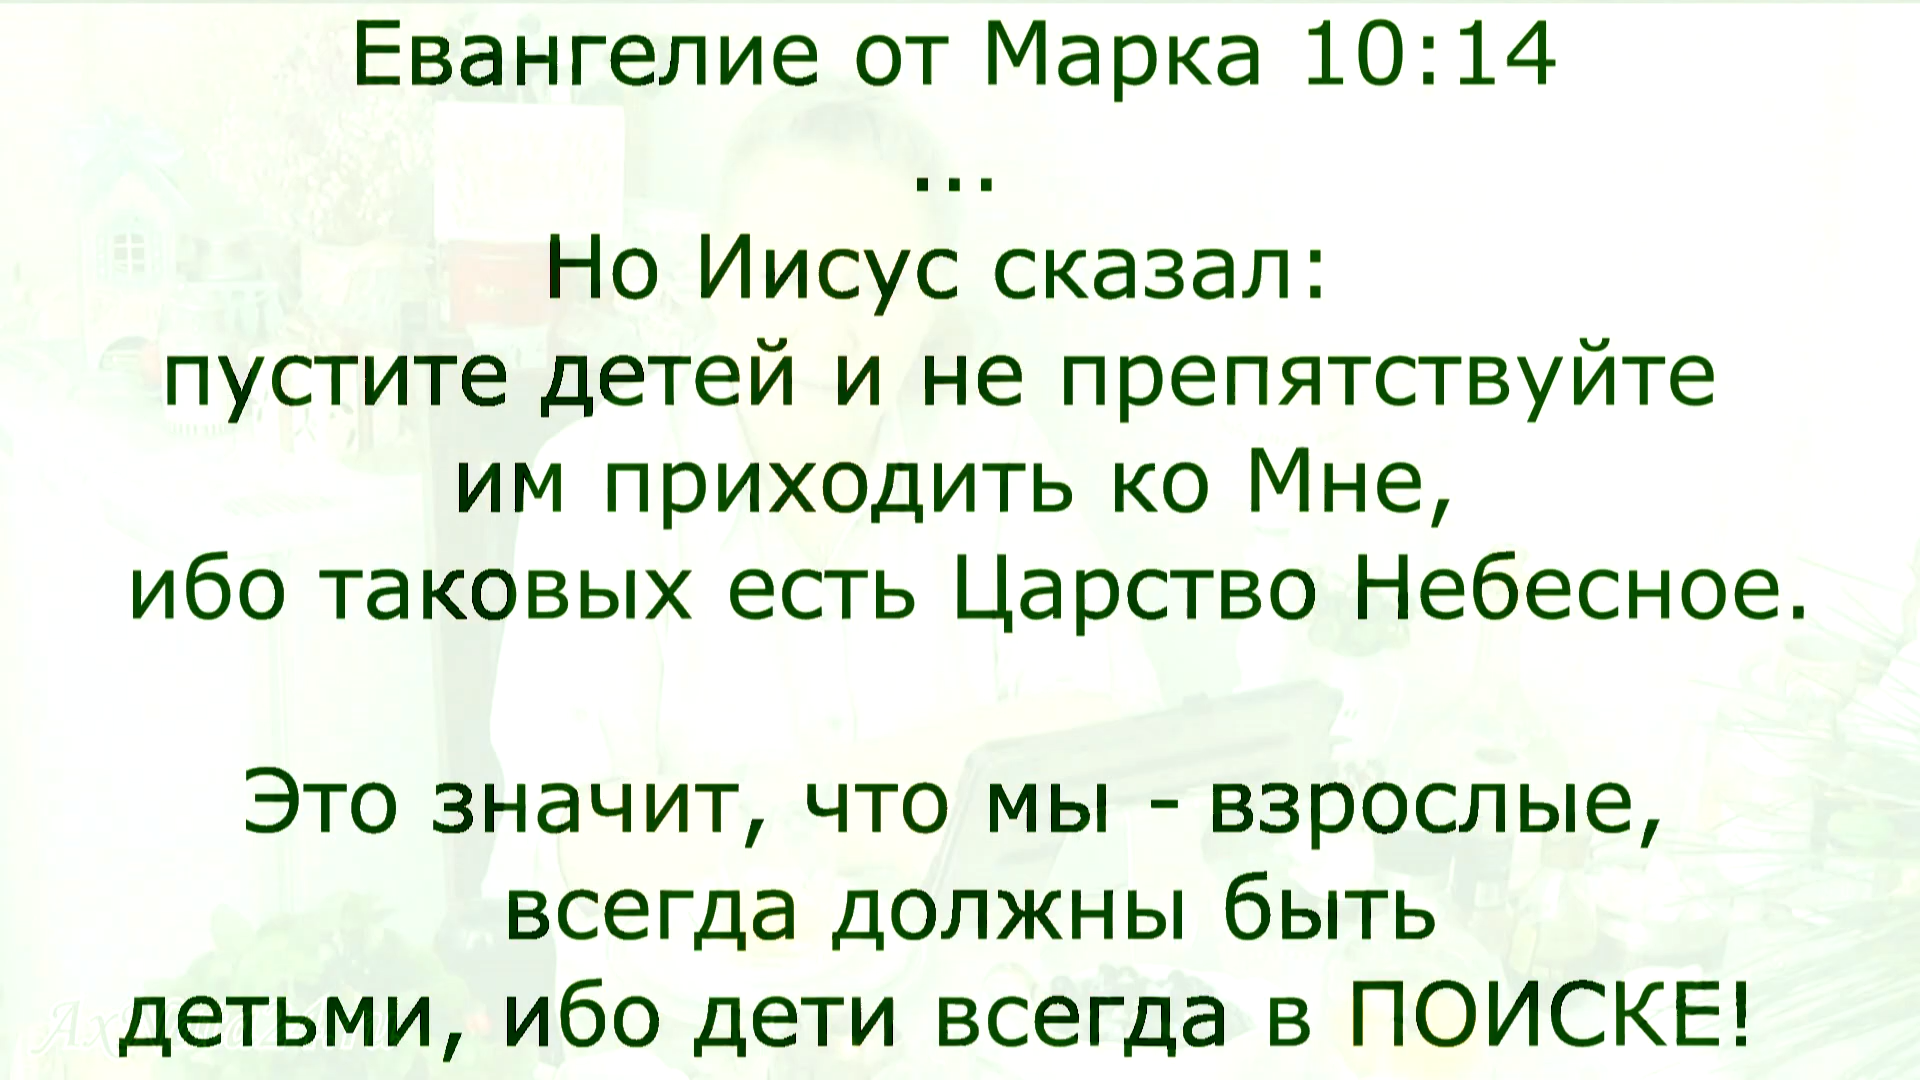 Евангелие от Марка 10:14
...
Но Иисус сказал:
пустите детей и не препятствуйте
им приходить ко Мне,
ибо таковых есть Царство Небесное.
Это значит, что мы - взрослые,
всегда должны быть
детьми, ибо дети всегда в ПОИСКЕ!